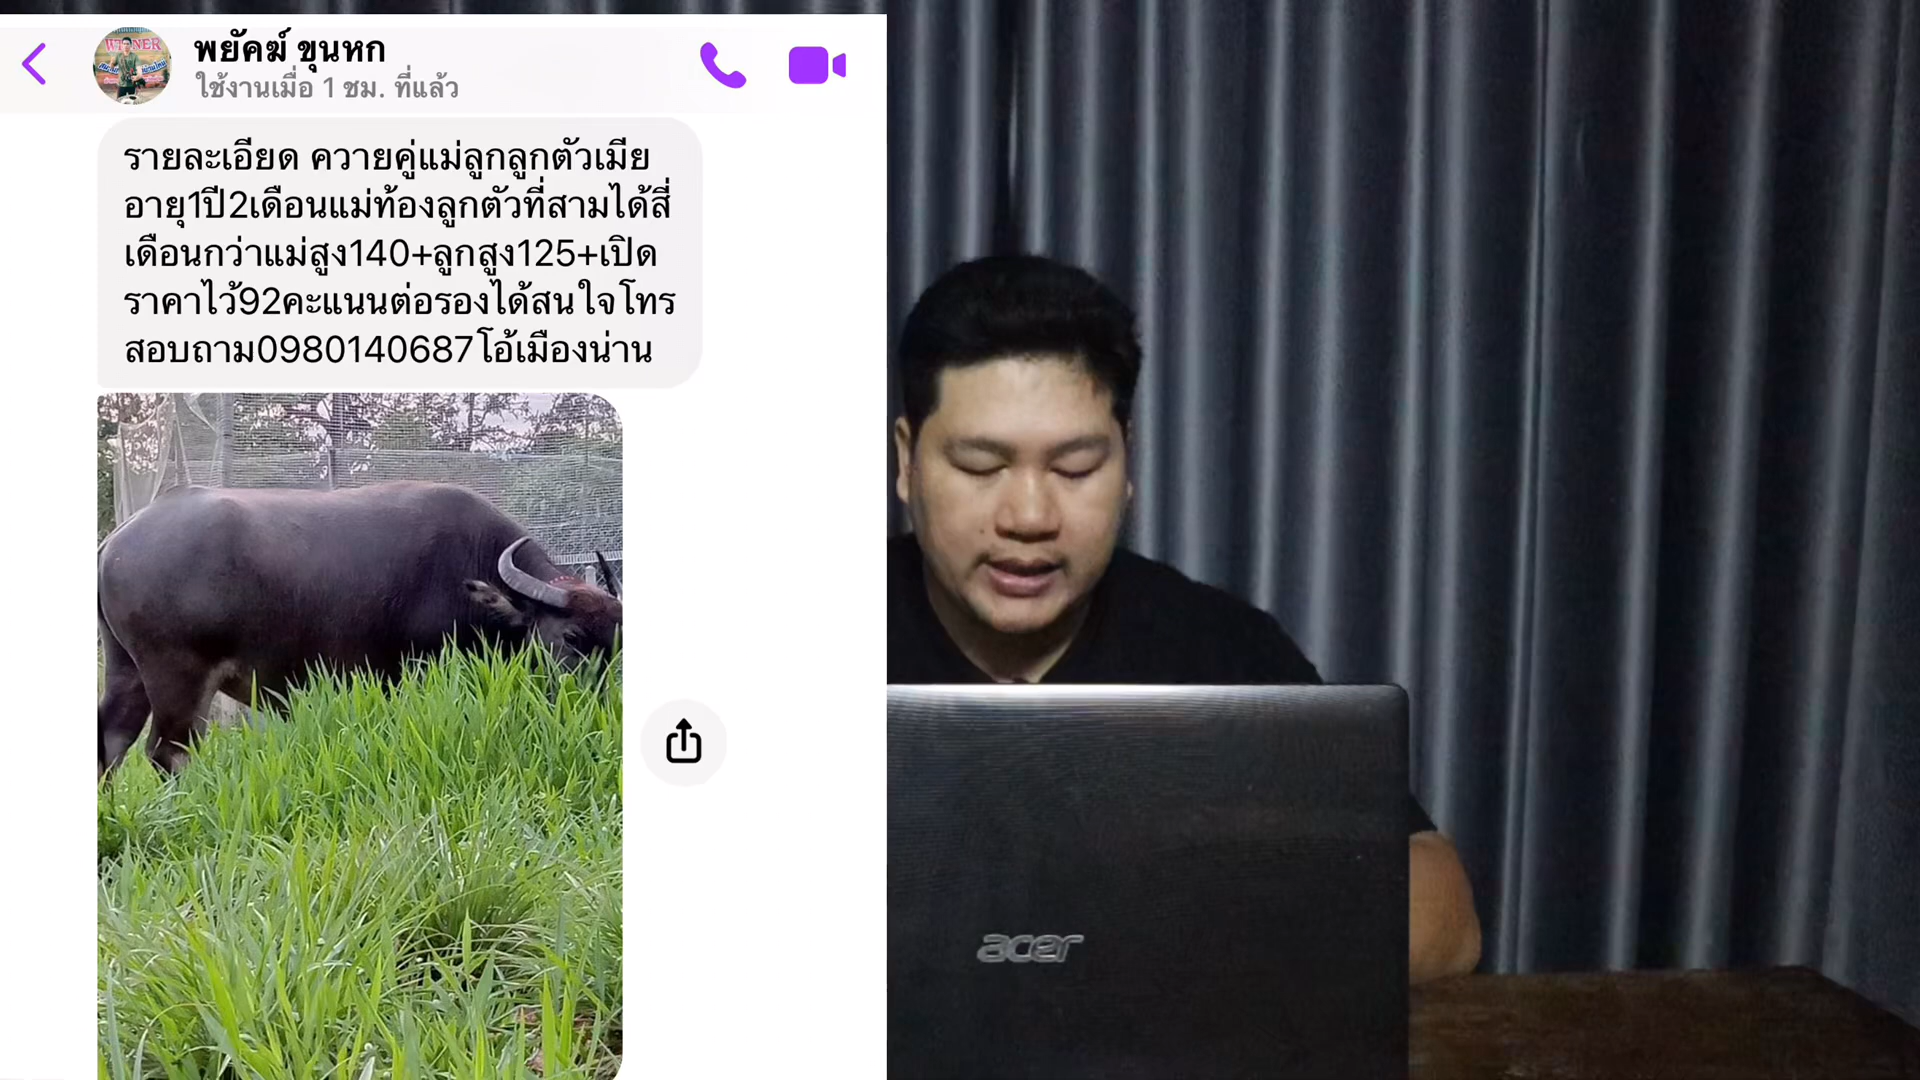 พยัคฆ์ ขุนหก
ใช้งานเมื่อ 1 ชม. ที่แล้ว
รายละเอียด ควายคู่แม่ลูกลูกตัวเมีย
อายุ1ปี2เดือนแม่ท้องลูกตัวที่สามได้สี่
เดือนกว่าแม่สูง140+ลูกสูง125+เปิด
ราคาไว้92คะแนนต่อรองได้สนใจโทร
สอบถาม0980140687โอ้เมืองน่าน
WINNER
acer